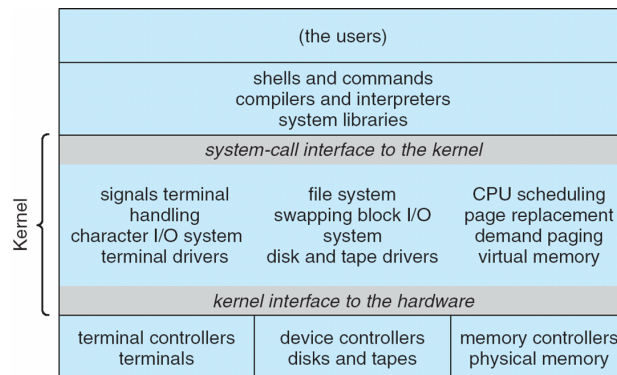 (the users)
shells and commands
compilers and interpreters
system libraries
Kernel
system-call interface to the kernel
signals terminal
handling
character I/O system
terminal drivers
file system
swapping block I/O
system
disk and tape drivers
CPU scheduling
page replacement
demand paging
virtual memory
kernel interface to the hardware
terminal controllers
terminals
device controllers
disks and tapes
memory controllers
physical memory